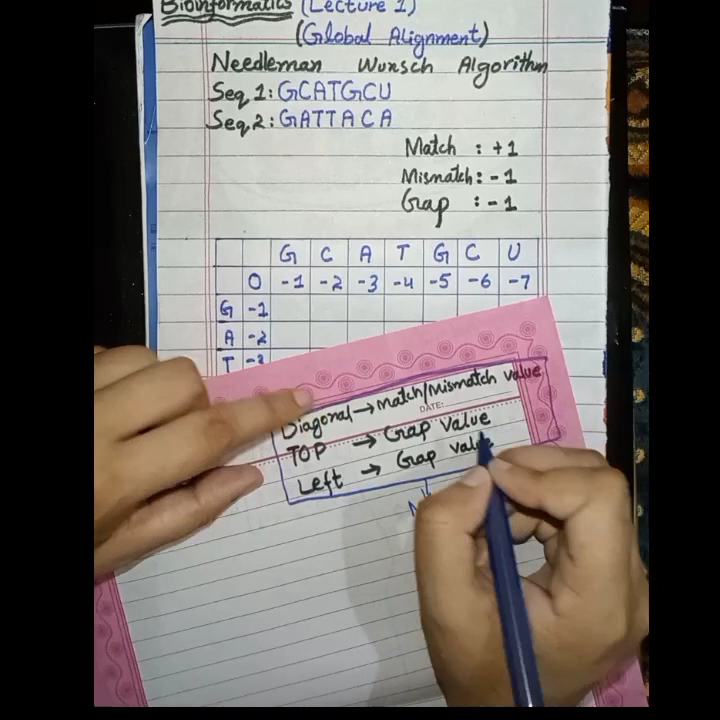 Bioinformatics (Lecture 1)
(Global Alignment)
Needleman Wunsch Algorithm
Seq 1: GCATGCU
Seq 2: GATTACA
Match : +1
Mismatch: -1
Gap : -1
G C A T G C U
0 -1 -2 -3 -4 -5 -6 -7
G -1
A -2
T -3
Diagonal → Match/Mismatch value
DATE:
TOP → Gap value
Left → Gap value